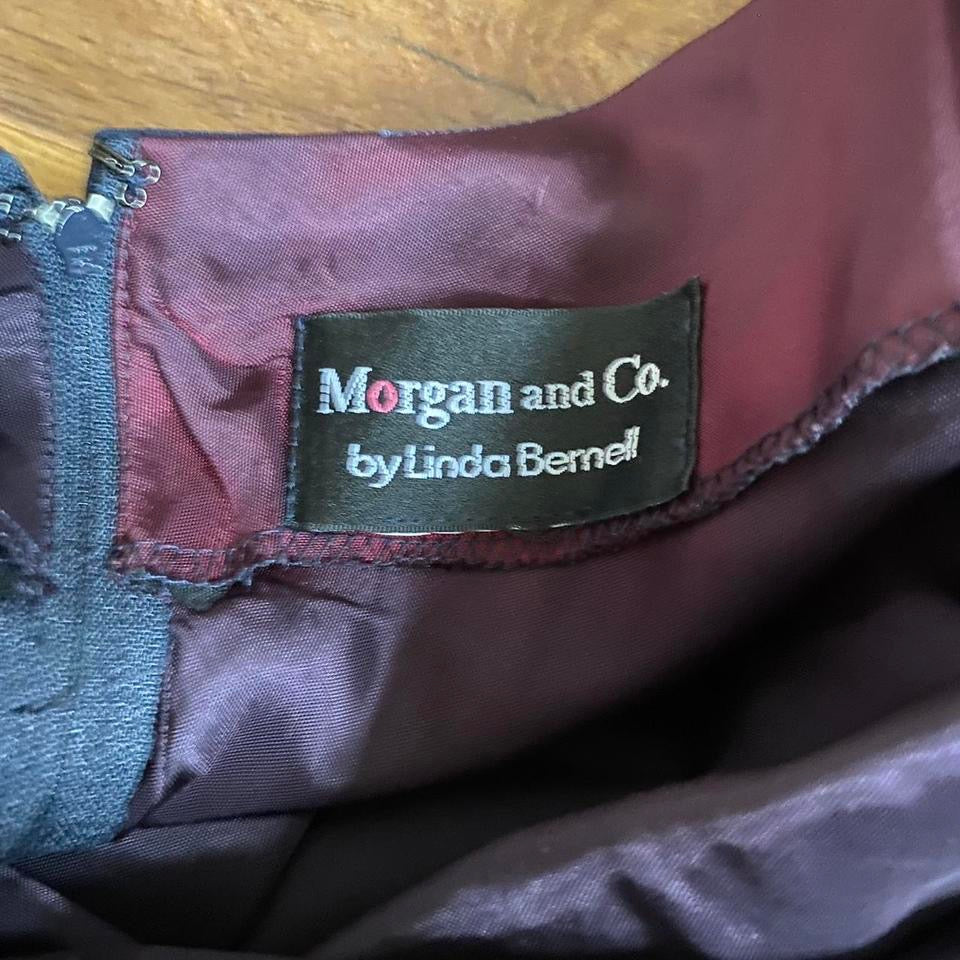 Morgan and Co.
by Linda Bernell